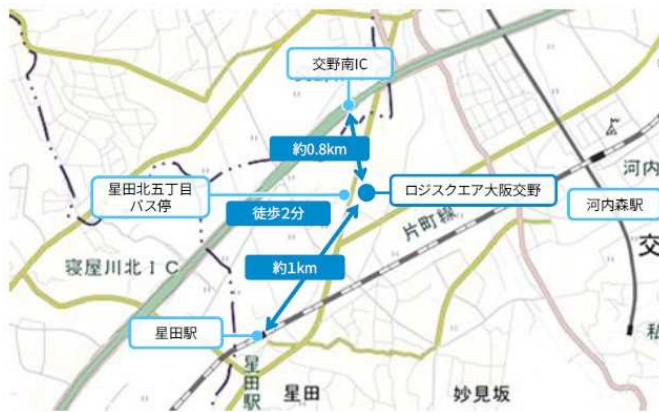 交野南IC
約0.8km
星田北五丁目
バス停
徒歩2分
ロジスクエア大阪交野
河内
河内森駅
片町線
寝屋川北IC
約1km
交
星田駅
私
星田駅
星田
妙見坂